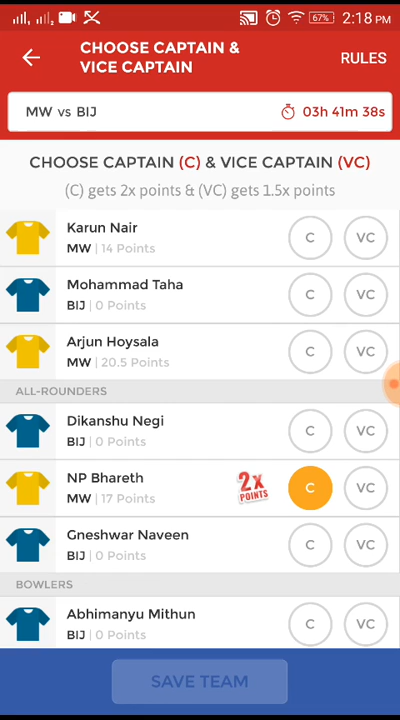 67% 2:18 PM
CHOOSE CAPTAIN &
VICE CAPTAIN
RULES
MW vs BIJ 03h 41m 38s
CHOOSE CAPTAIN (C) & VICE CAPTAIN (VC)
(C) gets 2x points & (VC) gets 1.5x points
Karun Nair
MW | 14 Points
C VC
Mohammad Taha
BIJ | 0 Points
C VC
Arjun Hoysala
MW | 20.5 Points
C VC
ALL-ROUNDERS
Dikanshu Negi
BIJ | 0 Points
C VC
NP Bhareth
MW | 17 Points
2X
POINTS
C VC
Gneshwar Naveen
BIJ | 0 Points
C VC
BOWLERS
Abhimanyu Mithun
BIJ | 0 Points
C VC
SAVE TEAM